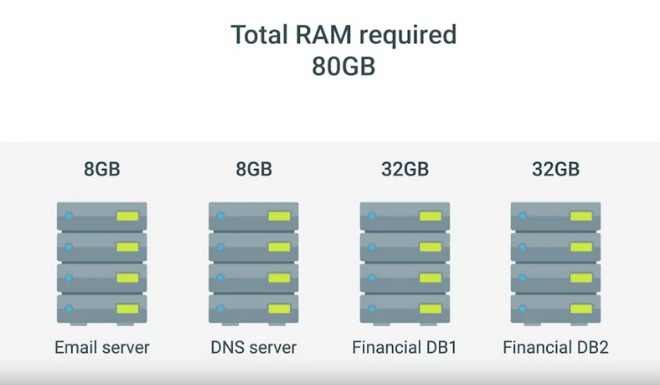 Total RAM required
80GB
8GB
8GB
32GB
32GB
Email server
DNS server
Financial DB1
Financial DB2